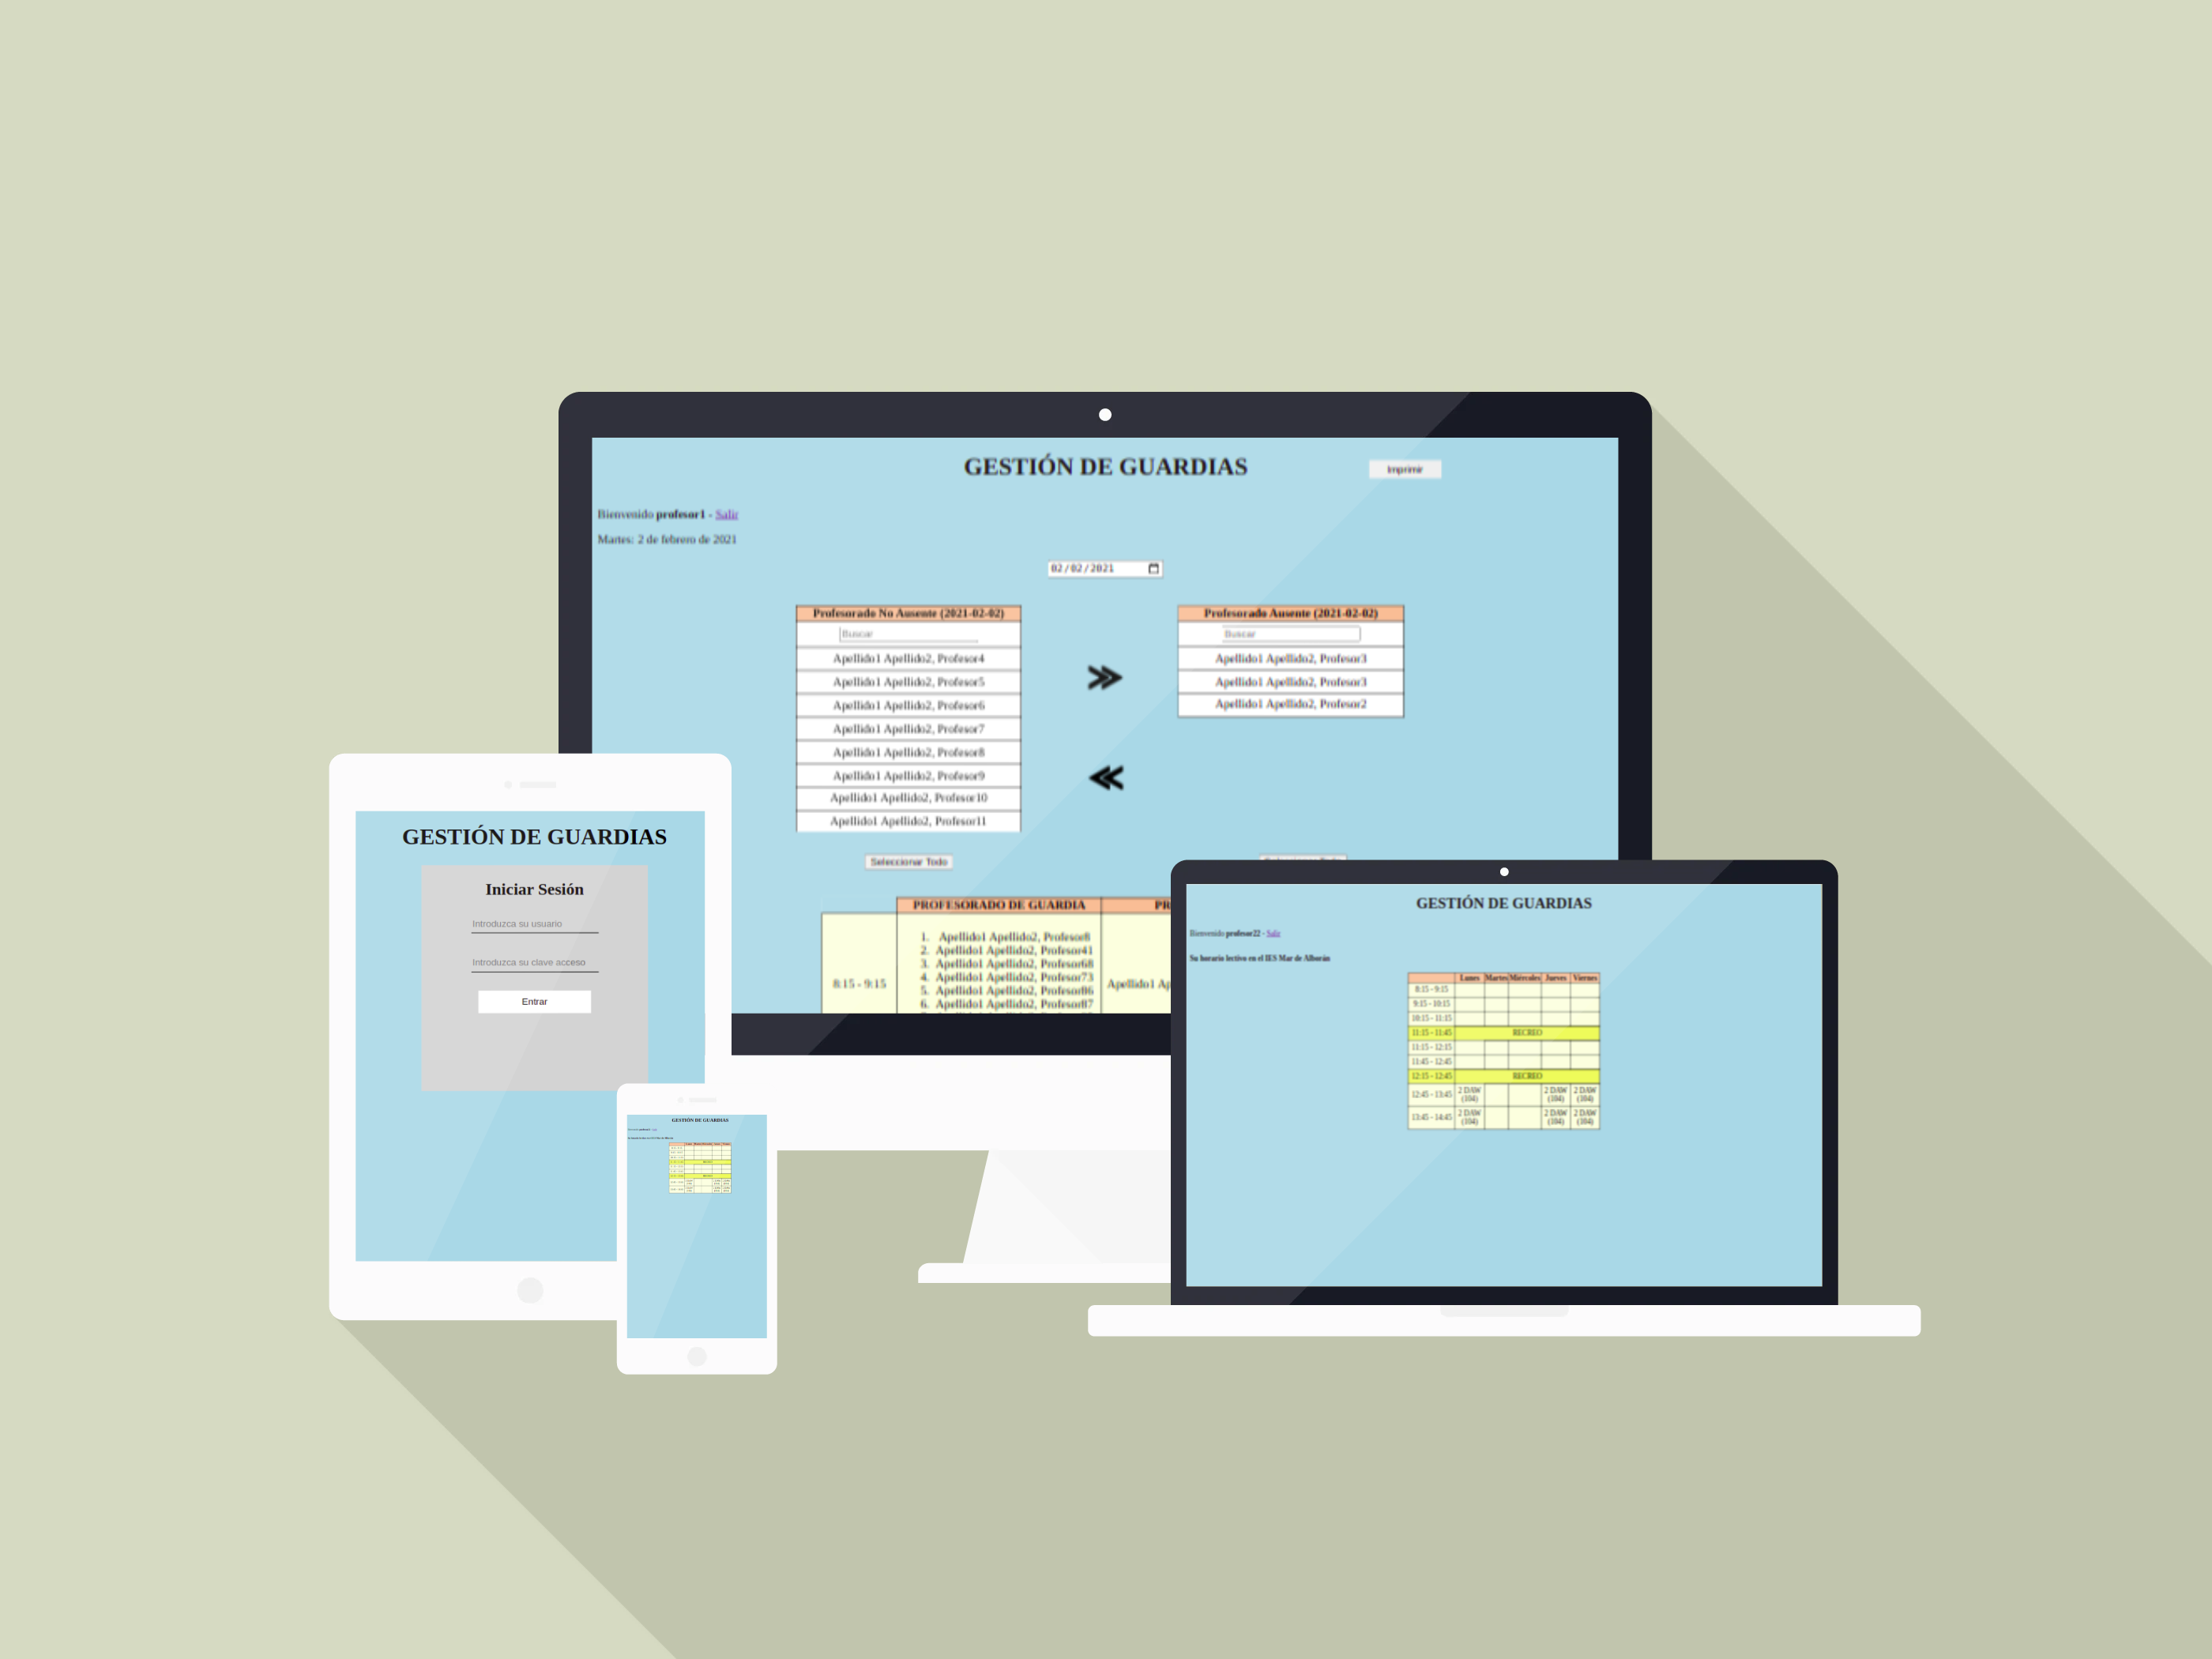 GESTIÓN DE GUARDIAS
Imprimir
Bienvenido profesor1 - Salir
Martes: 2 de febrero de 2021
02/02/2021
Profesorado No Ausente (2021-02-02)
Buscar
Apellido1 Apellido2, Profesor4
Apellido1 Apellido2, Profesor5
Apellido1 Apellido2, Profesor6
Apellido1 Apellido2, Profesor7
Apellido1 Apellido2, Profesor8
Apellido1 Apellido2, Profesor9
Apellido1 Apellido2, Profesor10
Apellido1 Apellido2, Profesor11
Seleccionar Todo
Profesorado Ausente (2021-02-02)
Buscar
Apellido1 Apellido2, Profesor3
Apellido1 Apellido2, Profesor3
Apellido1 Apellido2, Profesor2
PROFESORADO DE GUARDIA PR
8:15 - 9:15
1. Apellido1 Apellido2, Profesor8
2. Apellido1 Apellido2, Profesor41
3. Apellido1 Apellido2, Profesor68
4. Apellido1 Apellido2, Profesor73
5. Apellido1 Apellido2, Profesor86
6. Apellido1 Apellido2, Profesor87
Apellido1 Ap
GESTIÓN DE GUARDIAS
Iniciar Sesión
Introduzca su usuario
Introduzca su clave acceso
Entrar
GESTIÓN DE GUARDIAS
GESTIÓN DE GUARDIAS
Bienvenido profesor22 - Salir
Su horario lectivo en el IES Mar de Alborán
Lunes Martes Miércoles Jueves Viernes
8:15 - 9:15
9:15 - 10:15
10:15 - 11:15
11:15 - 11:45 RECREO
11:15 - 12:15
11:45 - 12:45
12:15 - 12:45 RECREO
12:45 - 13:45 2 DAW (104) 2 DAW (104) 2 DAW (104)
13:45 - 14:45 2 DAW (104) 2 DAW (104) 2 DAW (104)